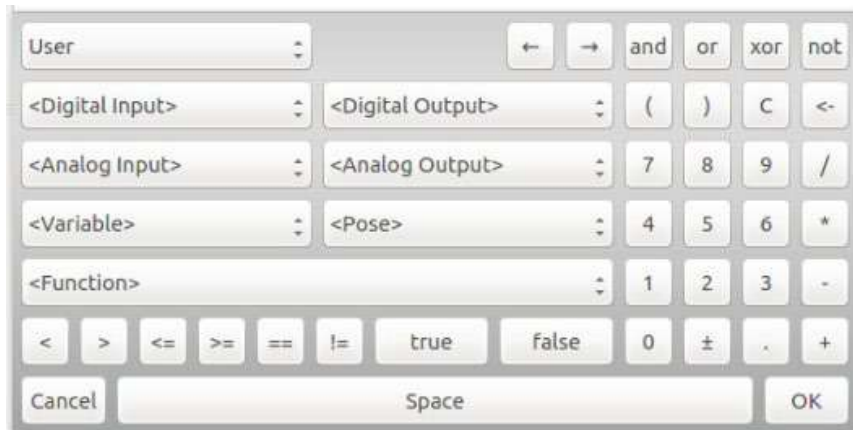 User ← → and or xor not
<Digital Input> <Digital Output> ( ) C <-
<Analog Input> <Analog Output> 7 8 9 /
<Variable> <Pose> 4 5 6 *
<Function> 1 2 3 -
< > <= >= == != true false 0 ± . +
Cancel Space OK